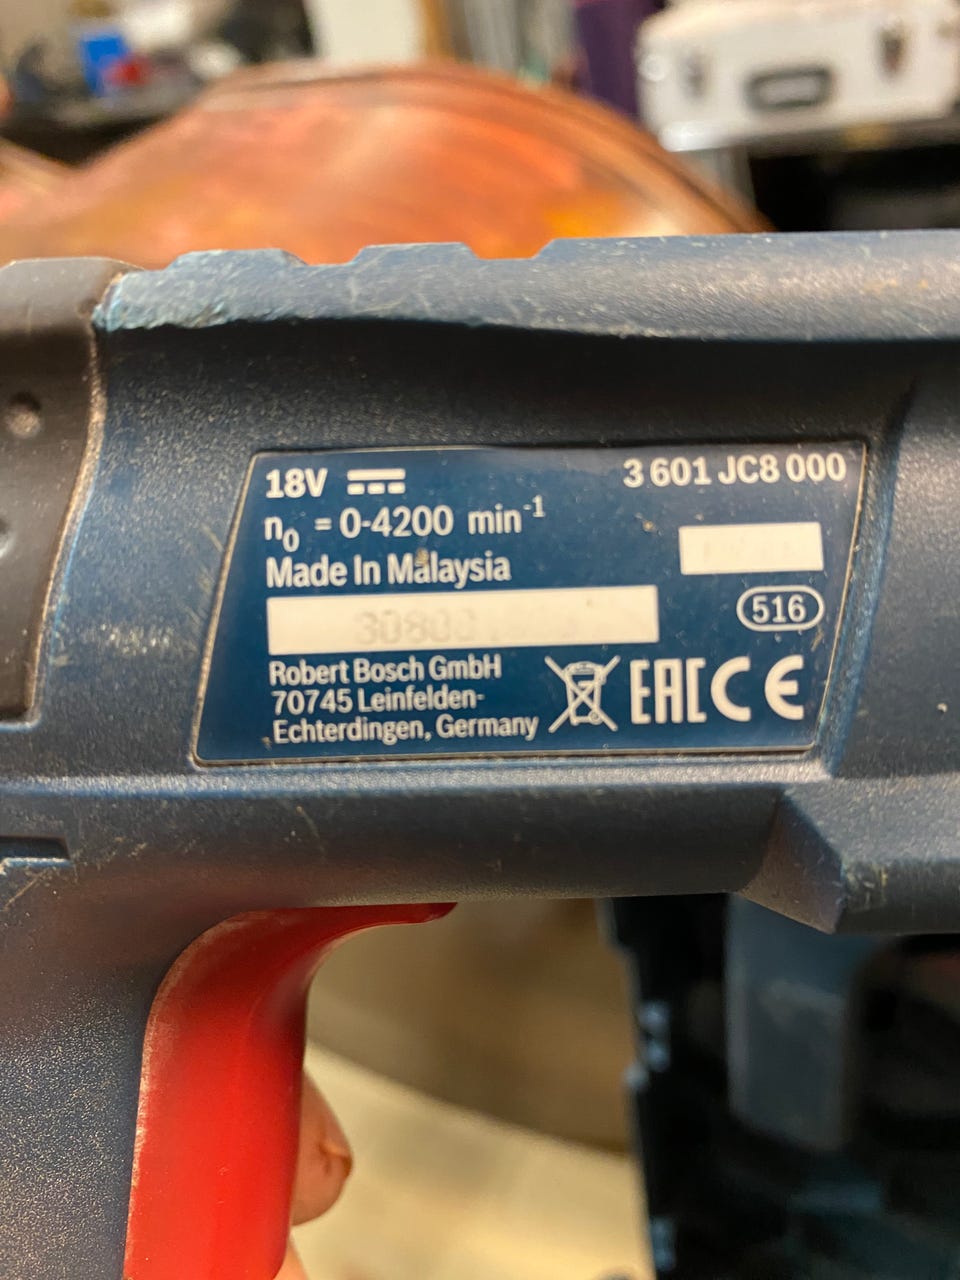 18V
3 601 JC8 000
n0 = 0-4200 min-1
Made In Malaysia
516
Robert Bosch GmbH
70745 Leinfelden-
Echterdingen, Germany
EAC CE